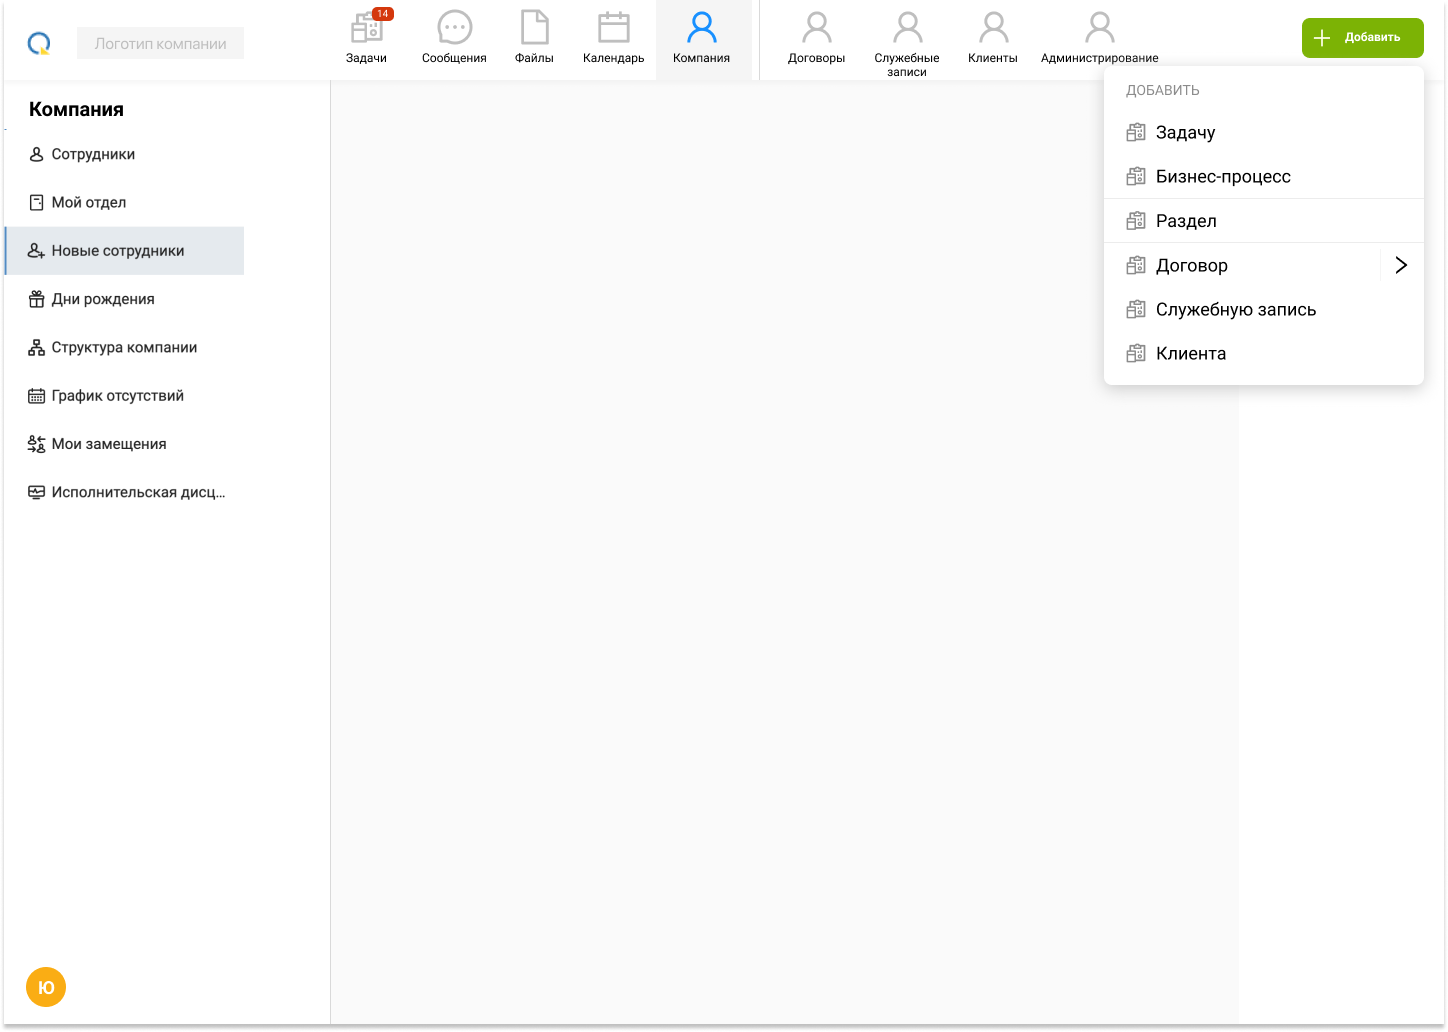 Логотип компании
14
Задачи
Сообщения
Файлы
Календарь
Компания
Договоры
Служебные
записи
Клиенты
Администрирование
Добавить
Компания
Сотрудники
Мой отдел
Новые сотрудники
Дни рождения
Структура компании
График отсутствий
Мои замещения
Исполнительская дисц...
Ю
ДОБАВИТЬ
Задачу
Бизнес-процесс
Раздел
Договор
Служебную запись
Клиента